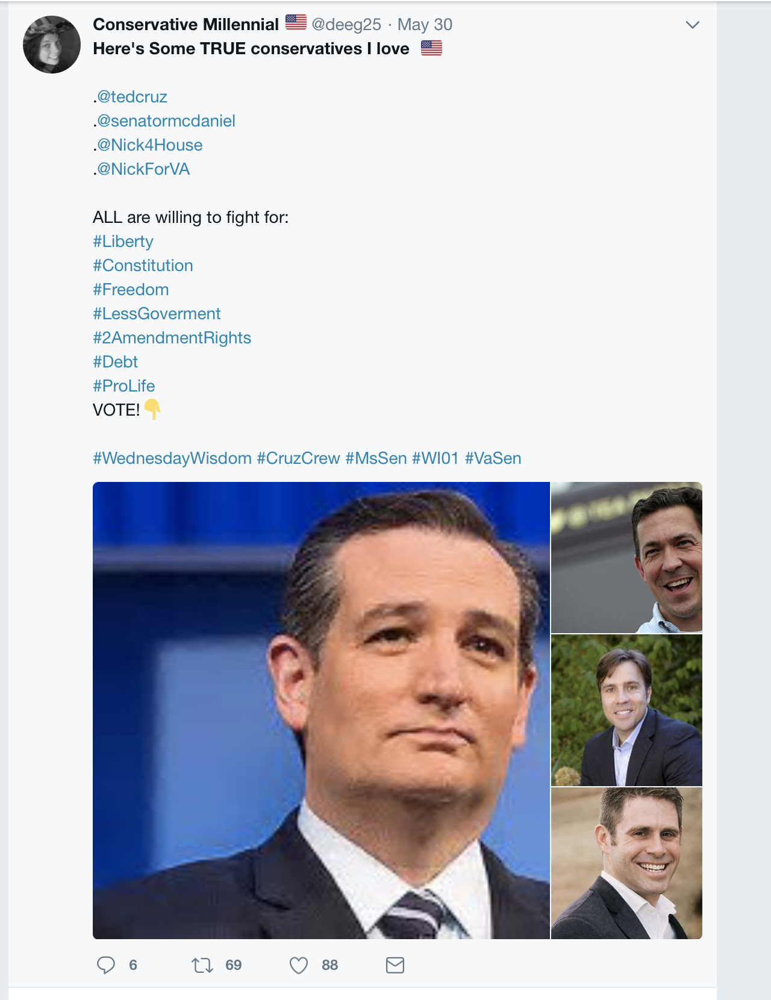 Conservative Millennial 🇺🇸 @deeg25 · May 30
Here's Some TRUE conservatives I love 🇺🇸
.@tedcruz
.@senatormcdaniel
.@Nick4House
.@NickForVA
ALL are willing to fight for:
#Liberty
#Constitution
#Freedom
#LessGoverment
#2AmendmentRights
#Debt
#ProLife
VOTE!👇
#WednesdayWisdom #CruzCrew #MsSen #WI01 #VaSen
6 69 88